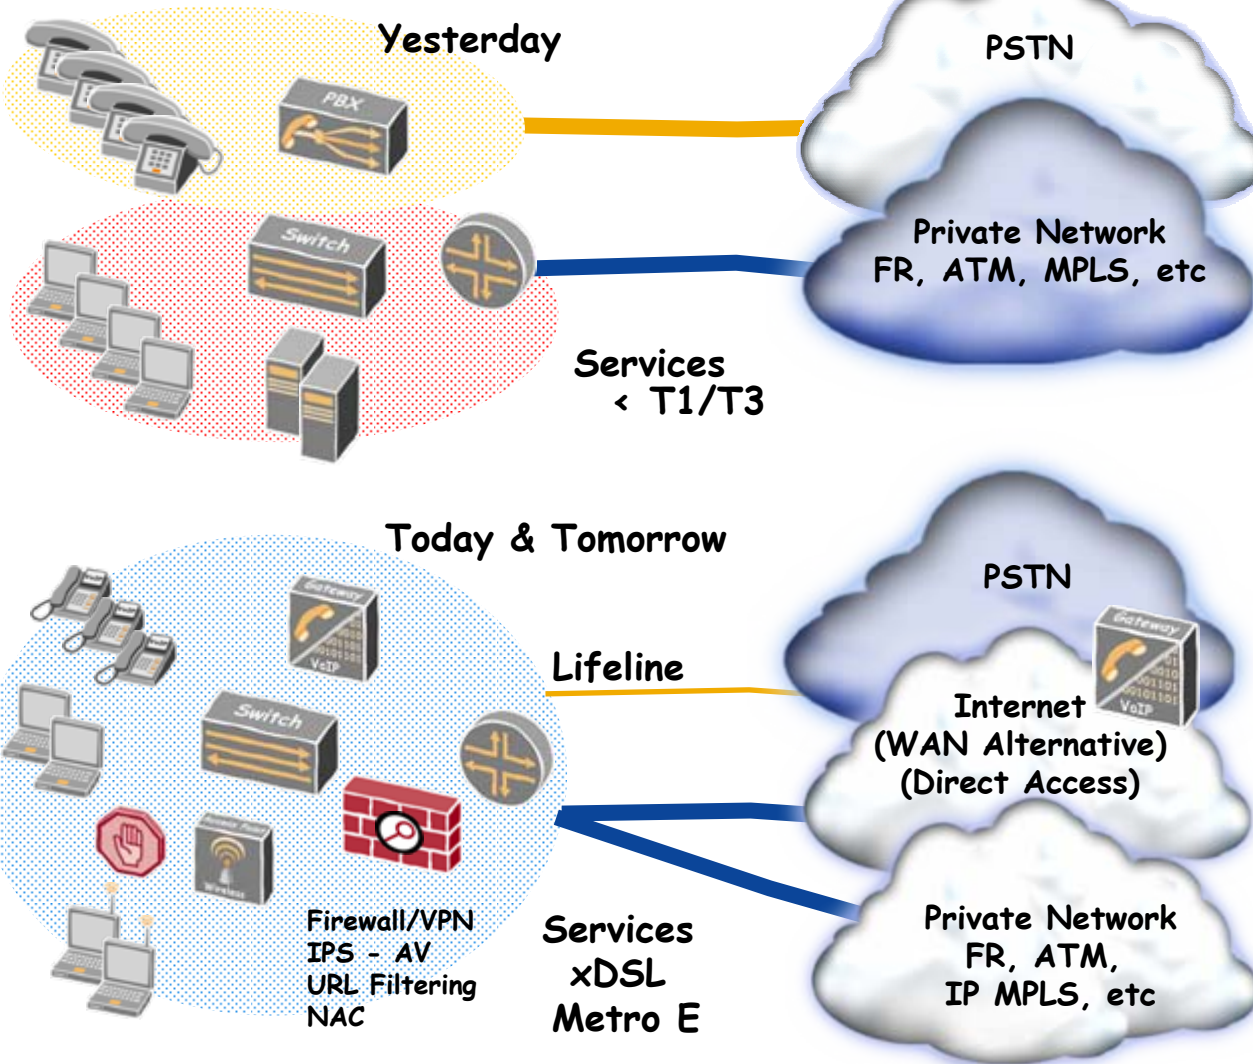 Yesterday
PSTN
PBX
Private Network
FR, ATM, MPLS, etc
Switch
Services
< T1/T3
Today & Tomorrow
PSTN
Gateway
VoIP
Gateway
VoIP
Lifeline
Internet
(WAN Alternative)
(Direct Access)
Switch
Wireless
Firewall/VPN
IPS - AV
URL Filtering
NAC
Services
xDSL
Metro E
Private Network
FR, ATM,
IP MPLS, etc